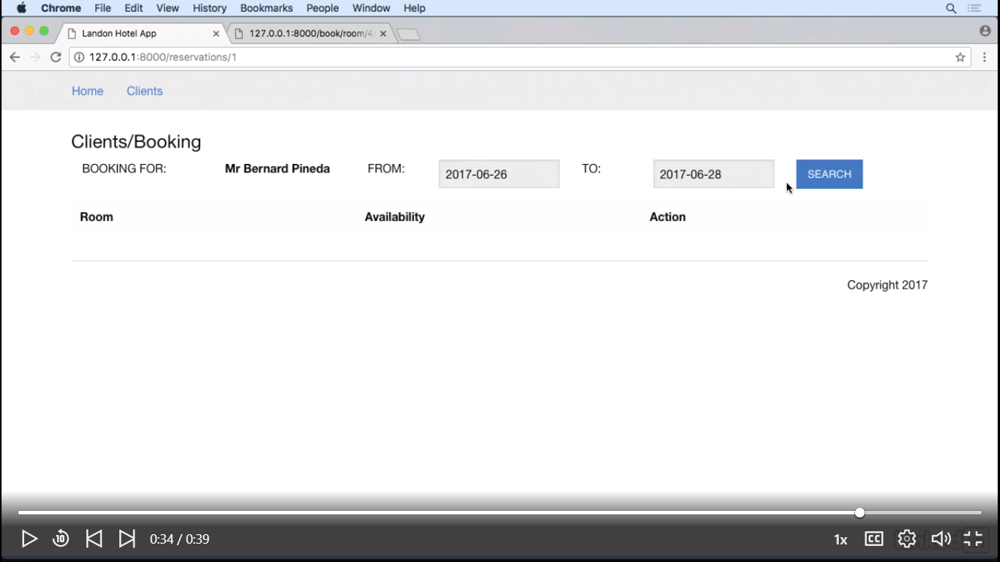 Chrome File Edit View History Bookmarks People Window Help
Landon Hotel App 127.0.0.1:8000/book/room/4
127.0.0.1:8000/reservations/1
Home Clients
Clients/Booking
BOOKING FOR: Mr Bernard Pineda FROM: 2017-06-26 TO: 2017-06-28 SEARCH
Room Availability Action
Copyright 2017
10 0:34 / 0:39 1x CC